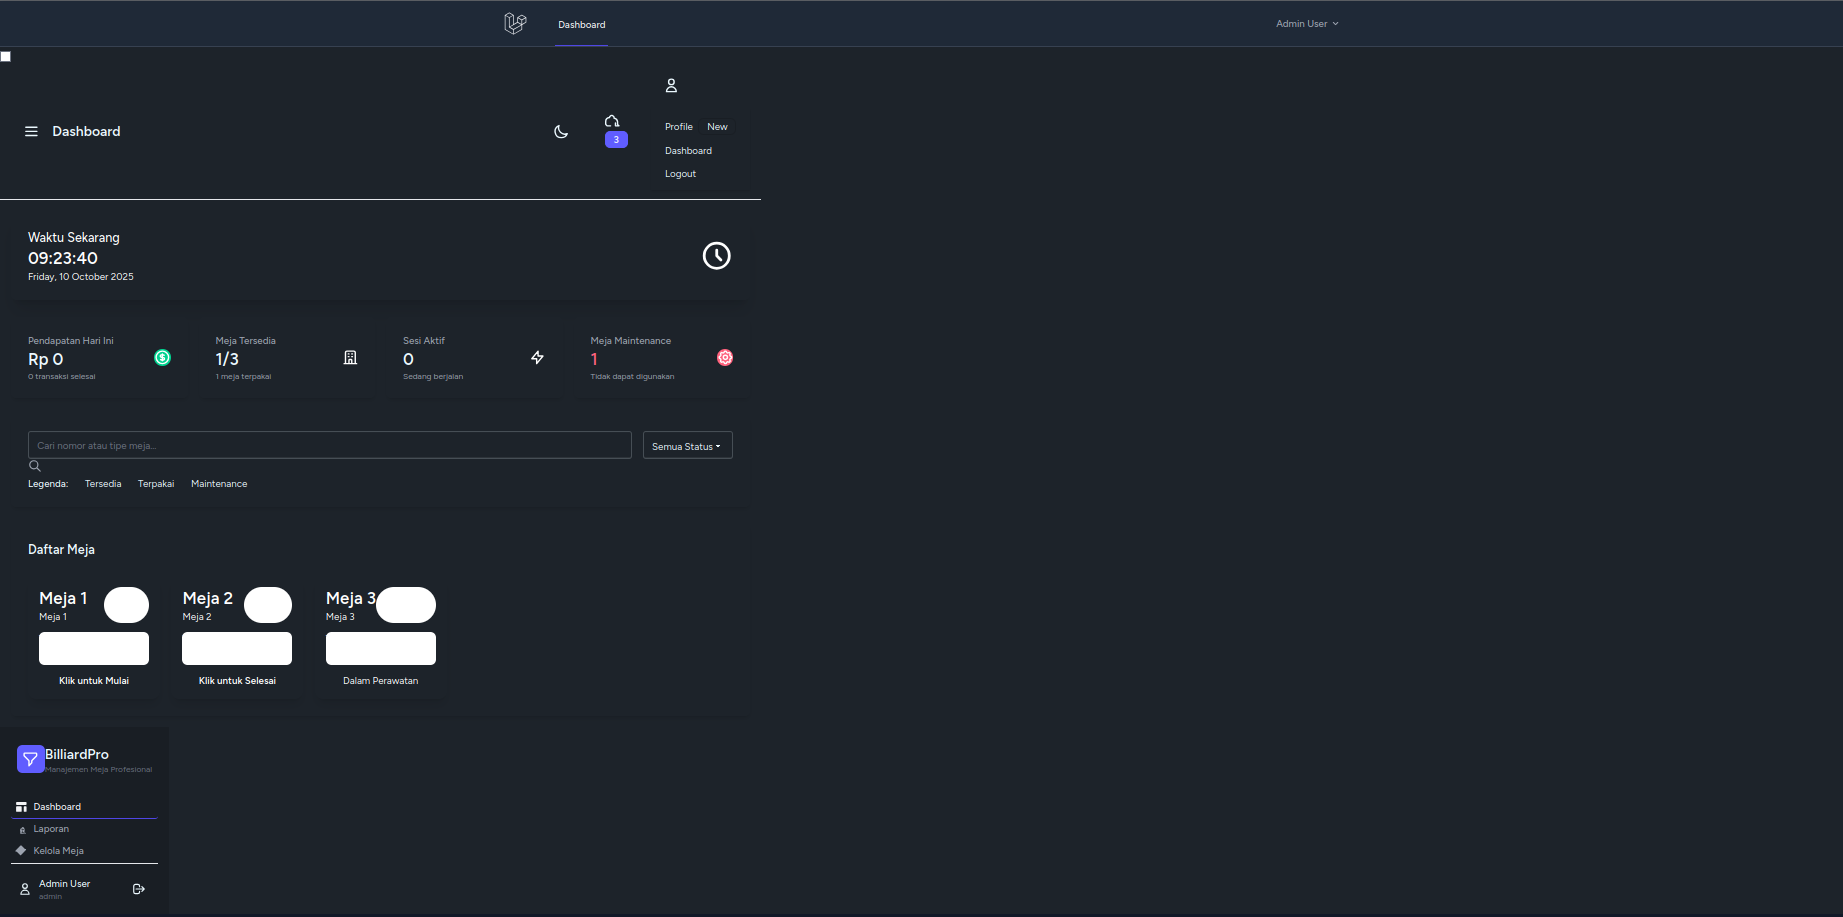 Dashboard
Admin User
Dashboard
3
Profile New
Dashboard
Logout
Waktu Sekarang
09:23:40
Friday, 10 October 2025
Pendapatan Hari Ini
Rp 0
0 transaksi selesai
Meja Tersedia
1/3
1 meja terpakai
Sesi Aktif
0
Sedang berjalan
Meja Maintenance
1
Tidak dapat digunakan
Cari nomor atau tipe meja...
Semua Status
Legenda: Tersedia Terpakai Maintenance
Daftar Meja
Meja 1
Meja 1
Klik untuk Mulai
Meja 2
Meja 2
Klik untuk Selesai
Meja 3
Meja 3
Dalam Perawatan
BilliardPro
Manajemen Meja Profesional
Dashboard
Laporan
Kelola Meja
Admin User
admin